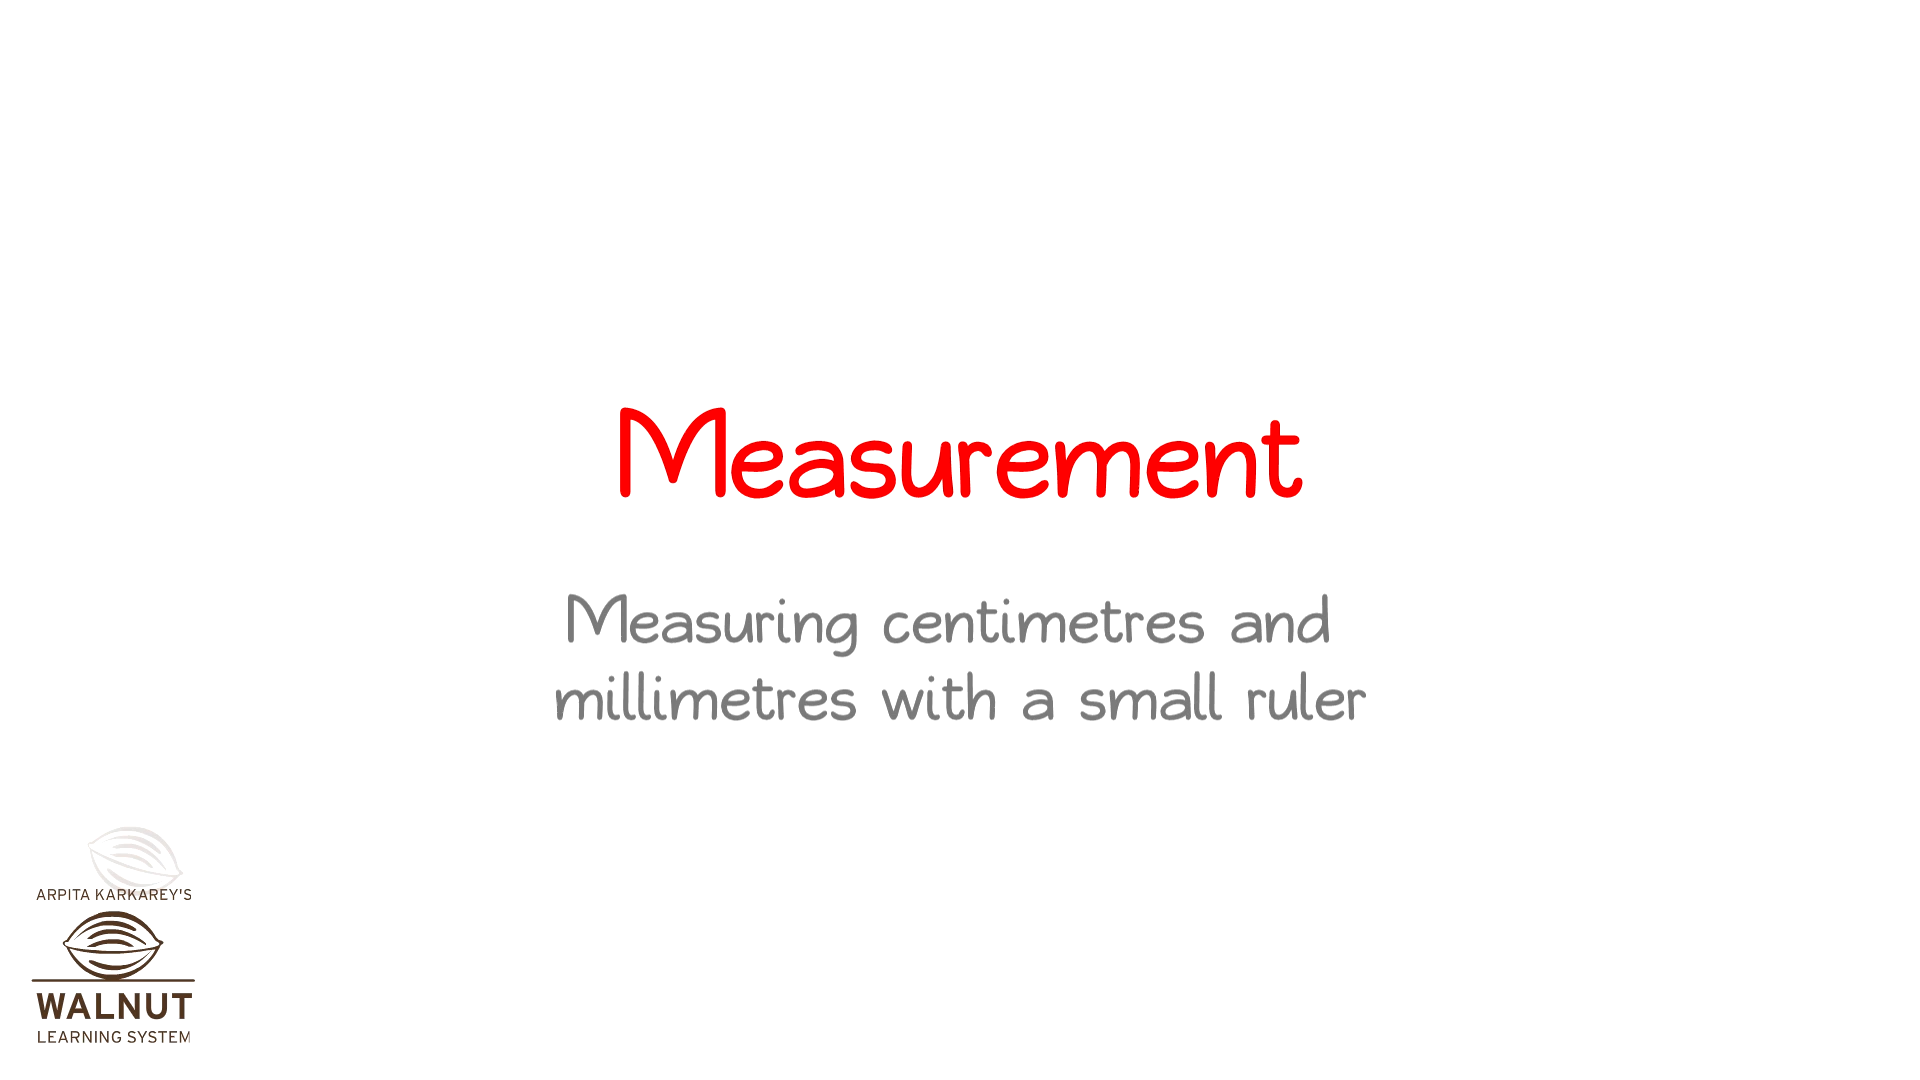 Measurement
Measuring centimetres and
millimetres with a small ruler
ARPITA KARKAREY'S
WALNUT
LEARNING SYSTEM